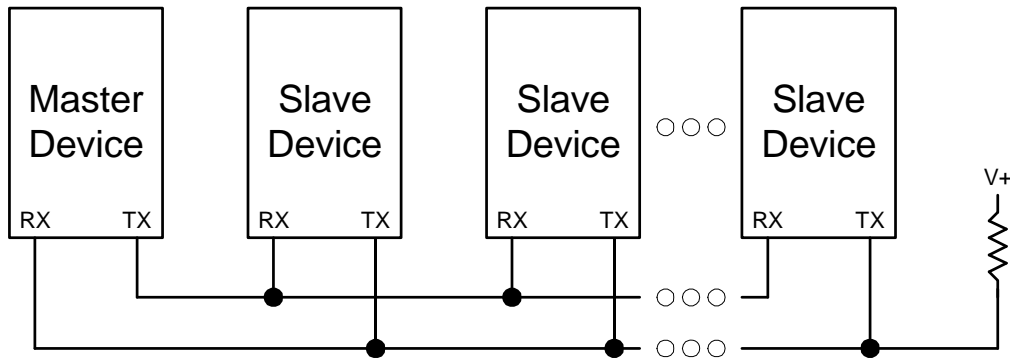 Master
Device
Slave
Device
Slave
Device
Slave
Device
RX TX
RX TX
RX TX
RX TX
V+